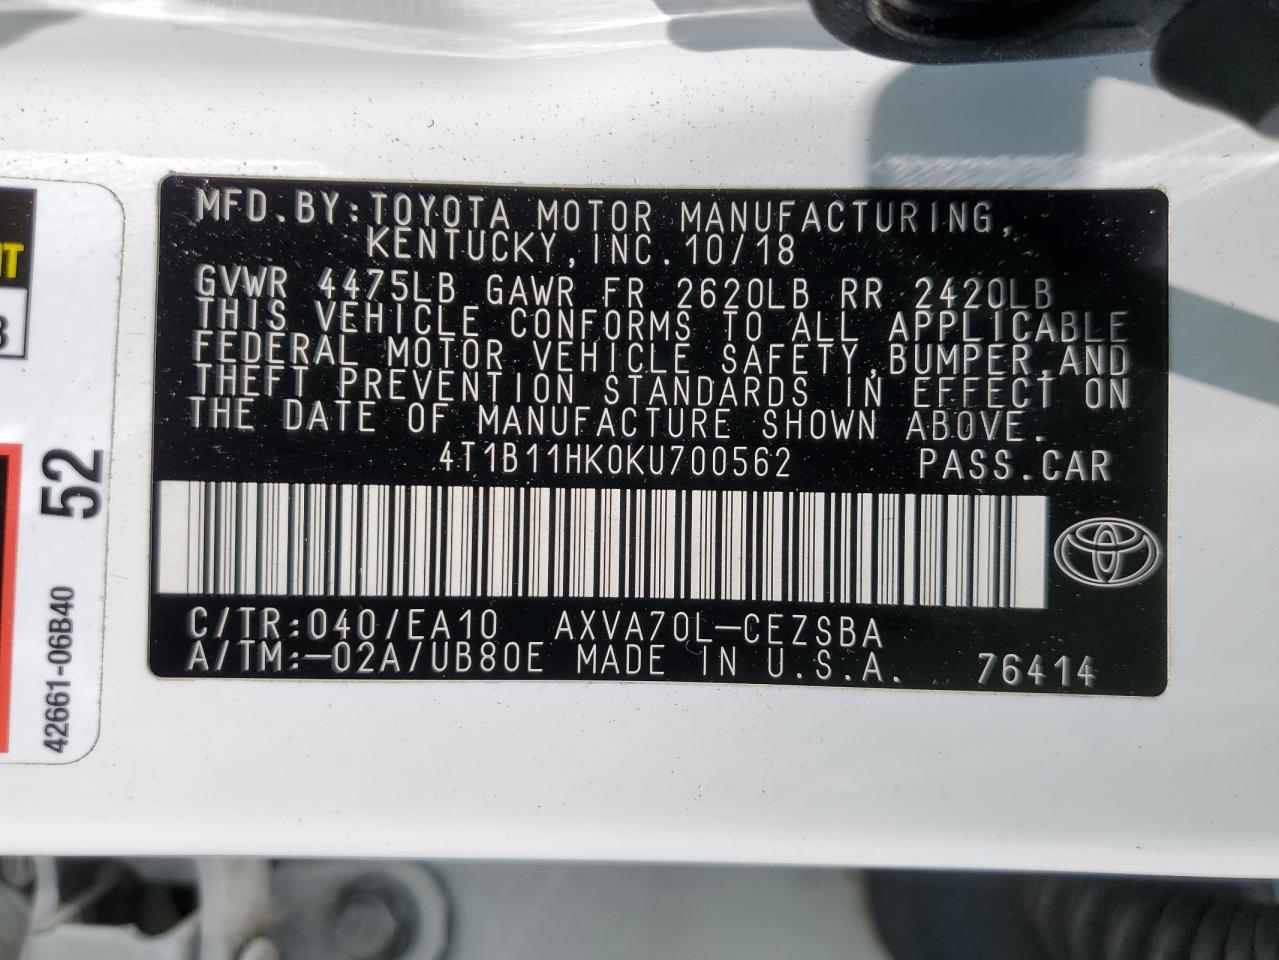 MFD.BY:TOYOTA MOTOR MANUFACTURING,
KENTUCKY,INC.10/18
GVWR 4475LB GAWR FR 2620LB RR 2420LB
THIS VEHICLE CONFORMS TO ALL APPLICABLE
FEDERAL MOTOR VEHICLE SAFETY,BUMPER,AND
THEFT PREVENTION STANDARDS IN EFFECT ON
THE DATE OF MANUFACTURE SHOWN ABOVE.
4T1B11HK0KU700562 PASS.CAR
C/TR:040/EA10 AXVA70L-CEZSBA
A/TM:-02A/UB80E MADE IN U.S.A. 76414
52
42661-06B40